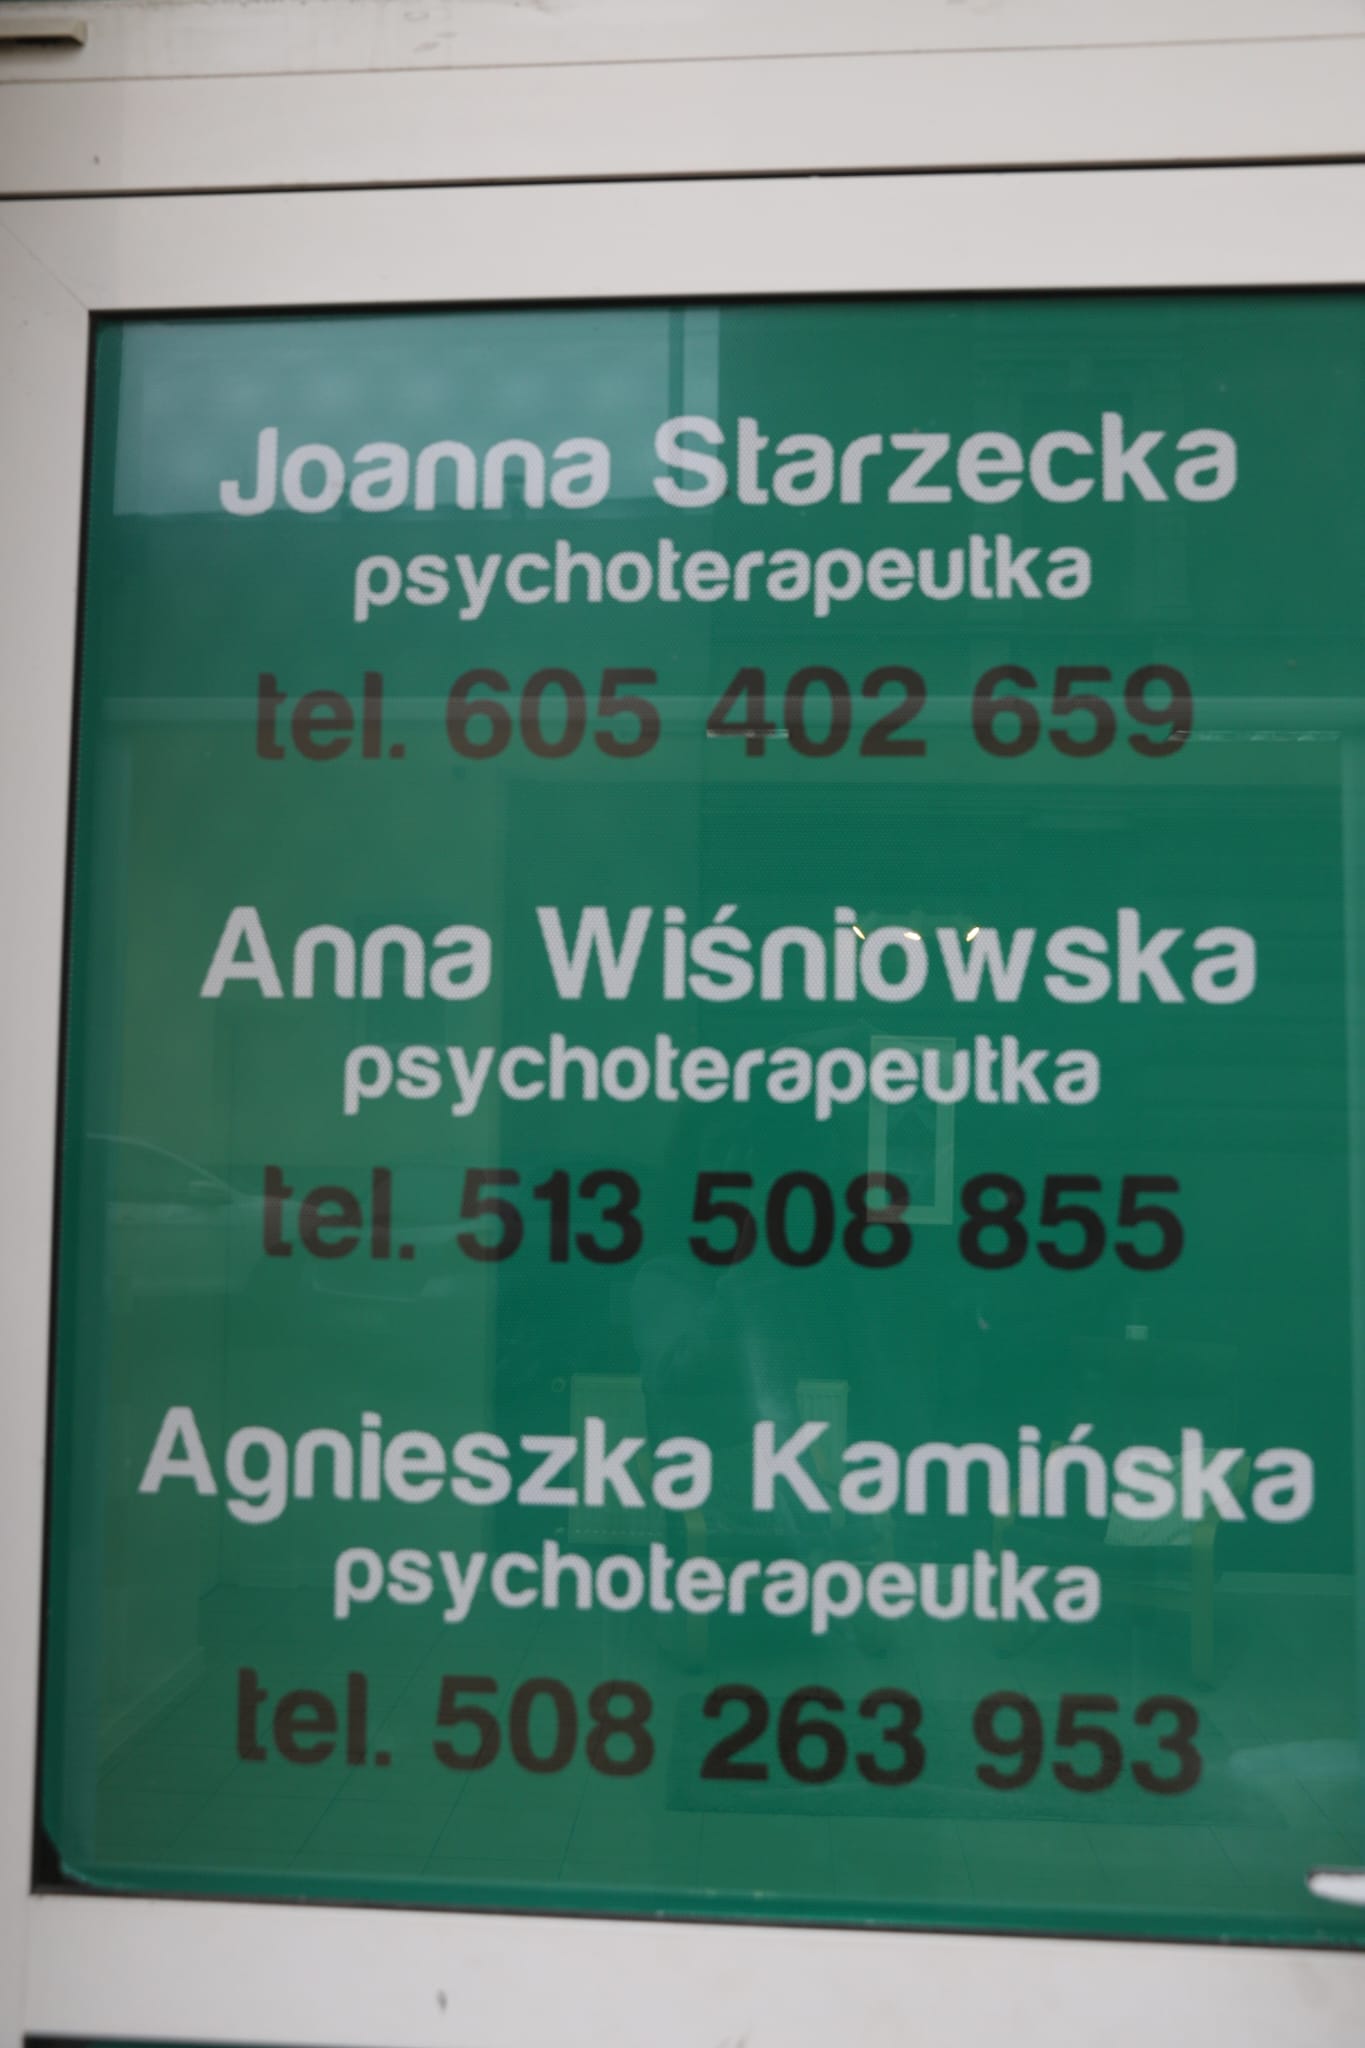 Joanna Starzecka
psychoterapeutka
tel. 605 402 659
Anna Wiśniowska
psychoterapeutka
tel. 513 508 855
Agnieszka Kamińska
psychoterapeutka
tel. 508 263 953